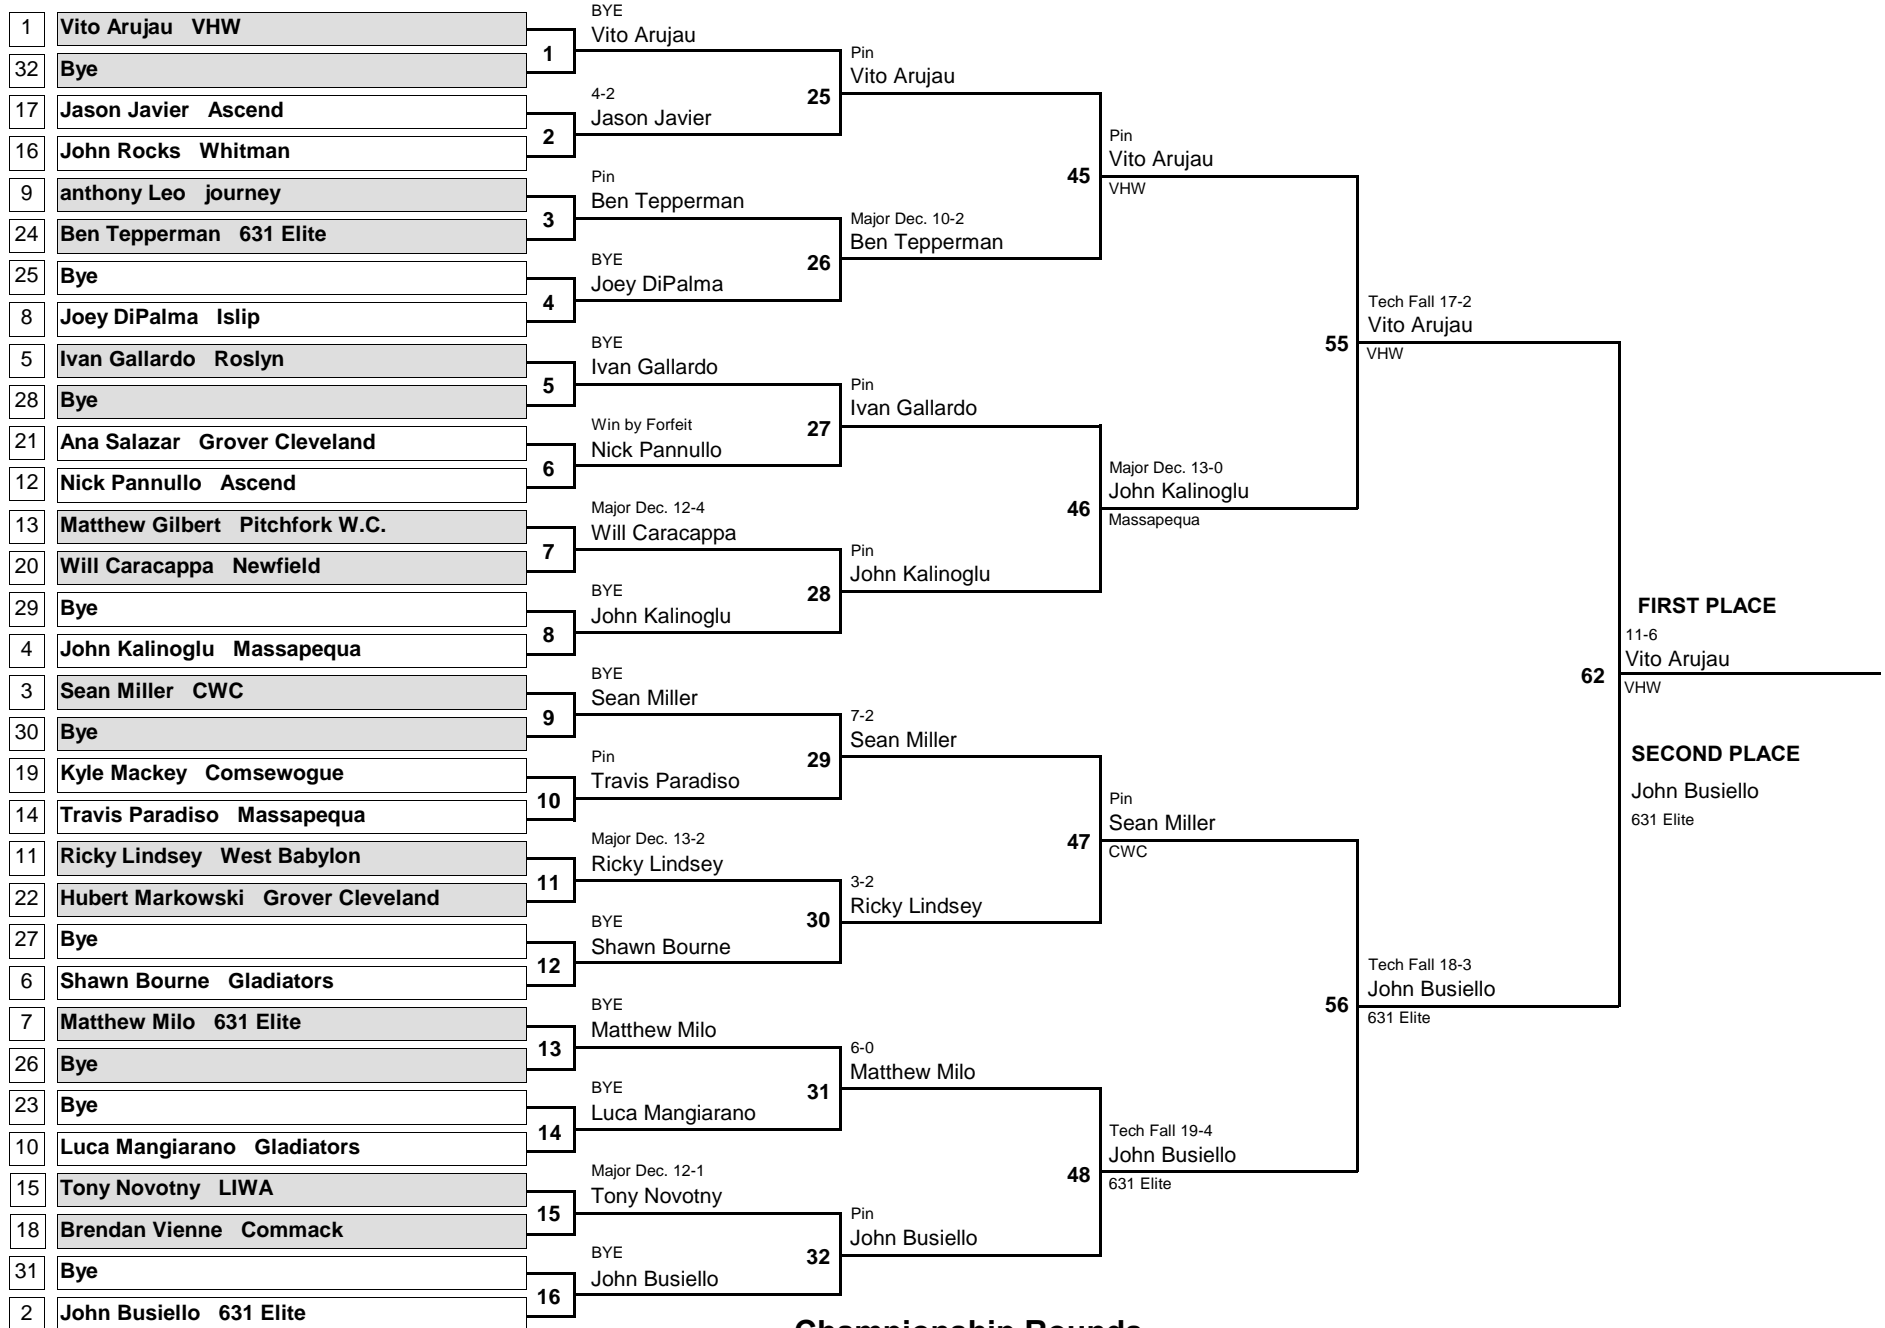 1 Vito Arujau VHW
32 Bye
17 Jason Javier Ascend
16 John Rocks Whitman
9 anthony Leo journey
24 Ben Tepperman 631 Elite
25 Bye
8 Joey DiPalma Islip
5 Ivan Gallardo Roslyn
28 Bye
21 Ana Salazar Grover Cleveland
12 Nick Pannullo Ascend
13 Matthew Gilbert Pitchfork W.C.
20 Will Caracappa Newfield
29 Bye
4 John Kalinoglu Massapequa
3 Sean Miller CWC
30 Bye
19 Kyle Mackey Comsewogue
14 Travis Paradiso Massapequa
11 Ricky Lindsey West Babylon
22 Hubert Markowski Grover Cleveland
27 Bye
6 Shawn Bourne Gladiators
7 Matthew Milo 631 Elite
26 Bye
23 Bye
10 Luca Mangiarano Gladiators
15 Tony Novotny LIWA
18 Brendan Vienne Commack
31 Bye
2 John Busiello 631 Elite
1
2
3
4
5
6
7
8
9
10
11
12
13
14
15
16
BYE
Vito Arujau
4-2
Jason Javier
Pin
Ben Tepperman
BYE
Joey DiPalma
BYE
Ivan Gallardo
Win by Forfeit
Nick Pannullo
Major Dec. 12-4
Will Caracappa
BYE
John Kalinoglu
BYE
Sean Miller
Pin
Travis Paradiso
Major Dec. 13-2
Ricky Lindsey
BYE
Shawn Bourne
BYE
Matthew Milo
BYE
Luca Mangiarano
Major Dec. 12-1
Tony Novotny
BYE
John Busiello
25
26
27
28
29
30
31
32
Pin
Vito Arujau
Major Dec. 10-2
Ben Tepperman
Pin
Ivan Gallardo
Pin
John Kalinoglu
7-2
Sean Miller
3-2
Ricky Lindsey
6-0
Matthew Milo
Pin
John Busiello
45
46
47
48
Pin
Vito Arujau
VHW
Major Dec. 13-0
John Kalinoglu
Massapequa
Pin
Sean Miller
CWC
Tech Fall 19-4
John Busiello
631 Elite
55
56
Tech Fall 17-2
Vito Arujau
VHW
Tech Fall 18-3
John Busiello
631 Elite
62
FIRST PLACE
11-6
Vito Arujau
VHW
SECOND PLACE
John Busiello
631 Elite
Championship Rounds